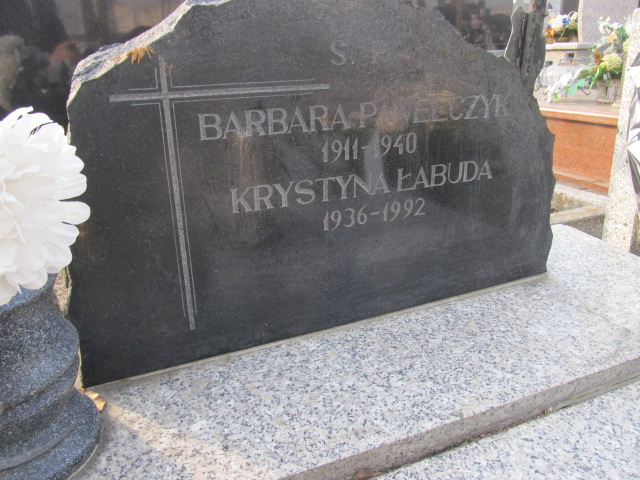 Ś. P.
BARBARA PAWEŁCZYK
1911-1940
KRYSTYNA ŁABUDA
1936-1992